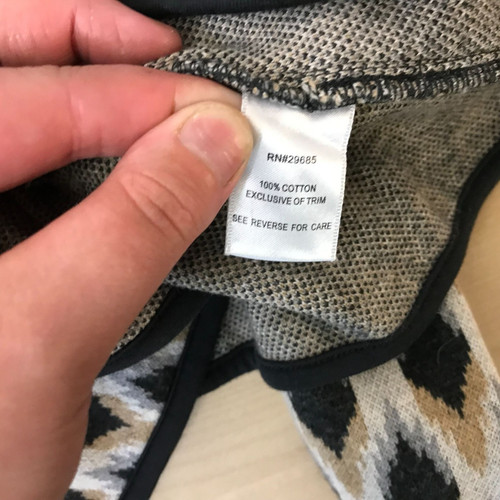 RN#29685
100% COTTON
EXCLUSIVE OF TRIM
SEE REVERSE FOR CARE